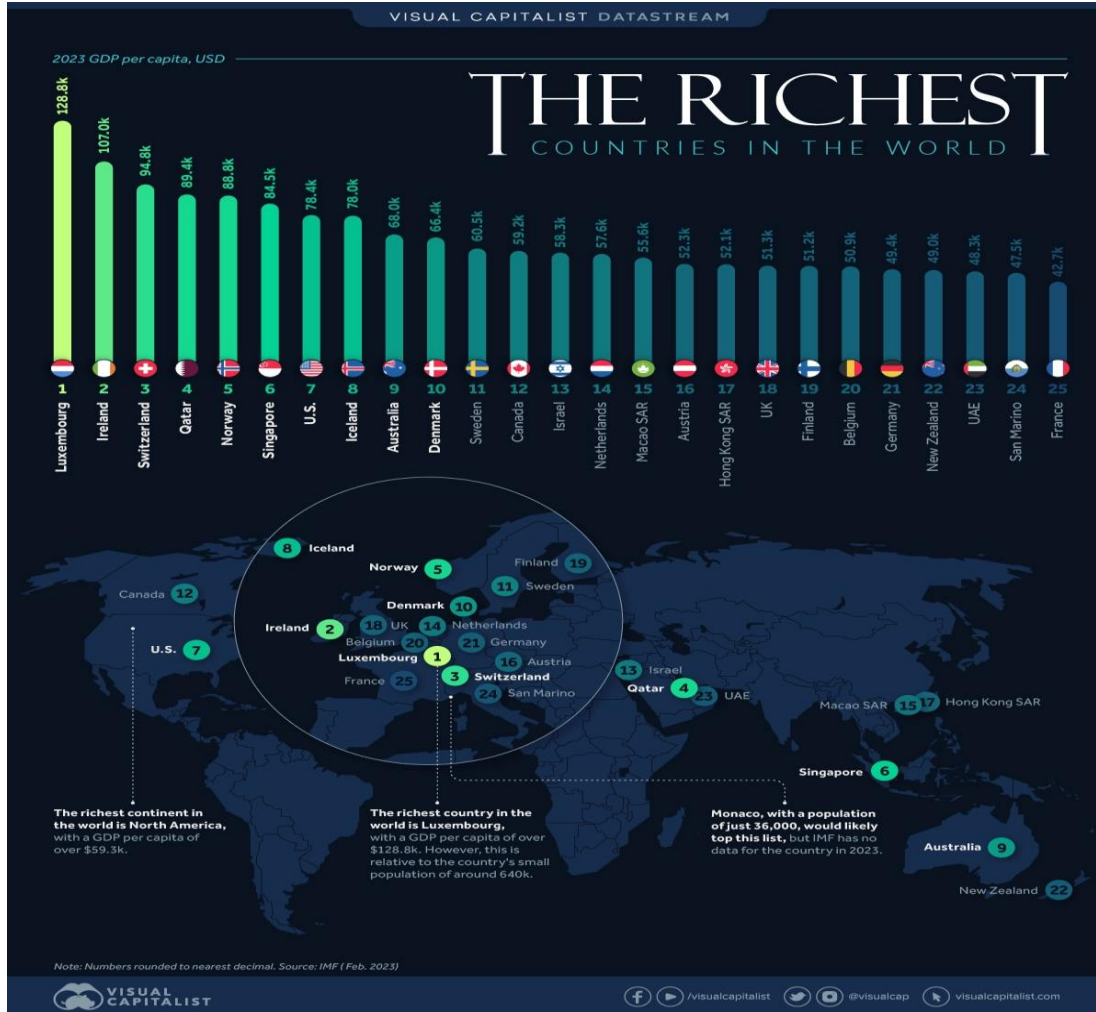 VISUAL CAPITALIST DATASTREAM
2023 GDP per capita, USD
THE RICHEST
COUNTRIES IN THE WORLD
128.8k
107.0k
94.8k
89.4k
88.8k
84.5k
78.4k
78.0k
68.0k
66.4k
60.5k
59.2k
58.3k
57.6k
55.6k
52.3k
52.1k
51.3k
51.2k
50.9k
49.4k
49.0k
48.3k
47.5k
42.7k
1 2 3 4 5 6 7 8 9 10 11 12 13 14 15 16 17 18 19 20 21 22 23 24 25
Luxembourg
Ireland
Switzerland
Qatar
Norway
Singapore
U.S.
Iceland
Australia
Denmark
Sweden
Canada
Israel
Netherlands
Macao SAR
Austria
Hong Kong SAR
UK
Finland
Belgium
Germany
New Zealand
UAE
San Marino
France
8 Iceland
Norway 5
Finland 19
Canada 12
11 Sweden
Denmark 10
Ireland 2
18 UK
14 Netherlands
Belgium 20
21 Germany
U.S. 7
Luxembourg 1
16 Austria
3 Switzerland
13 Israel
France 25
24 San Marino
Qatar 4
23 UAE
Macao SAR 15
17 Hong Kong SAR
Singapore 6
The richest continent in
the world is North America,
with a GDP per capita of
over $59.3k.
The richest country in the
world is Luxembourg,
with a GDP per capita of over
$128.8k. However, this is
relative to the country's small
population of around 640k.
Monaco, with a population
of just 36,000, would likely
top this list, but IMF has no
data for the country in 2023.
Australia 9
New Zealand 22
Note: Numbers rounded to nearest decimal. Source: IMF ( Feb. 2023)
VISUAL
CAPITALIST
/visualcapitalist
@visualcap
visualcapitalist.com